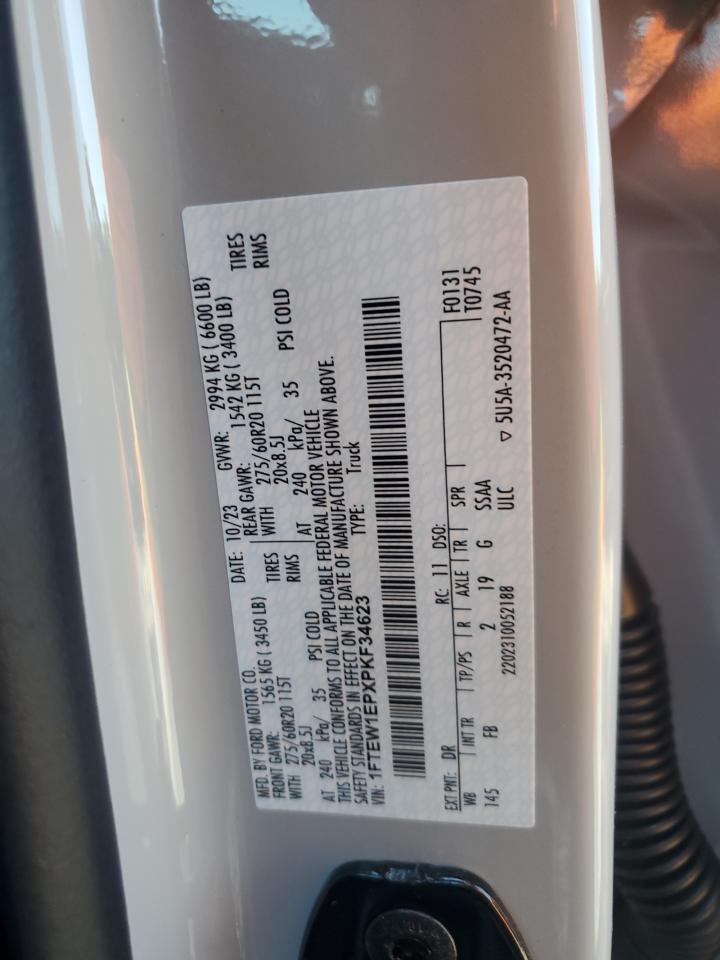 MFD. BY FORD MOTOR CO. DATE: 10/23 GVWR: 2994 KG ( 6600 LB)
FRONT GAWR: 1565 KG ( 3450 LB) REAR GAWR: 1542 KG ( 3400 LB)
WITH 275/60R20 115T TIRES WITH 275/60R20 115T TIRES
20x8.5J RIMS 20x8.5J RIMS
AT 240 kPa/ 35 PSI COLD AT 240 kPa/ 35 PSI COLD
THIS VEHICLE CONFORMS TO ALL APPLICABLE FEDERAL MOTOR VEHICLE
SAFETY STANDARDS IN EFFECT ON THE DATE OF MANUFACTURE SHOWN ABOVE.
VIN: 1FTEW1EPXPKF34623 TYPE: Truck
EXT PNT: DR RC: 11 DSO: F0131
WB INT TR TP/PS R AXLE TR SPR T0745
145 FB 2 19 G SSAA
2202310052188 ULC ▽ 5U5A-3520472-AA